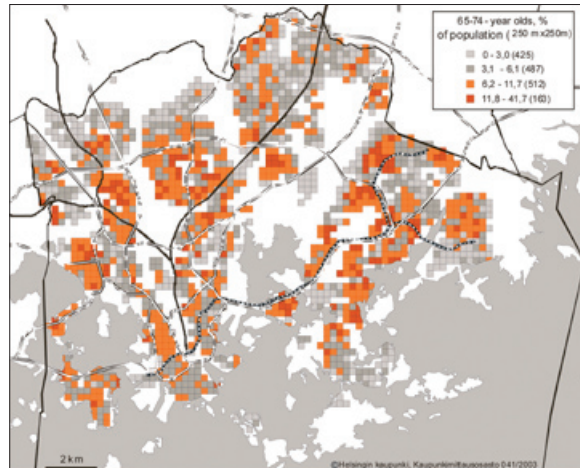 65-74 - year olds, %
of population ( 250 m x250m)
0 - 3,0 (425)
3,1 - 6,1 (487)
6,2 - 11,7 (512)
11,8 - 41,7 (163)
2 km
©Helsingin kaupunki, Kaupunkimittausosasto 041/2003